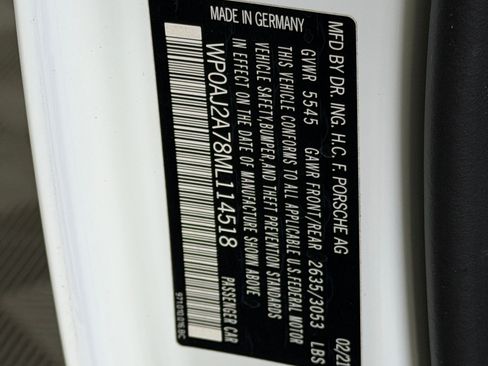 MFD BY DR. ING. H.C. F. PORSCHE AG 02/21
GVWR 5545 GAWR FRONT/REAR 2635/3053 LBS
THIS VEHICLE CONFORMS TO ALL APPLICABLE U.S. FEDERAL MOTOR
VEHICLE SAFETY, BUMPER, AND THEFT PREVENTION STANDARDS
IN EFFECT ON THE DATE OF MANUFACTURE SHOWN ABOVE
WP0AJ2A78ML114518 PASSENGER CAR
MADE IN GERMANY